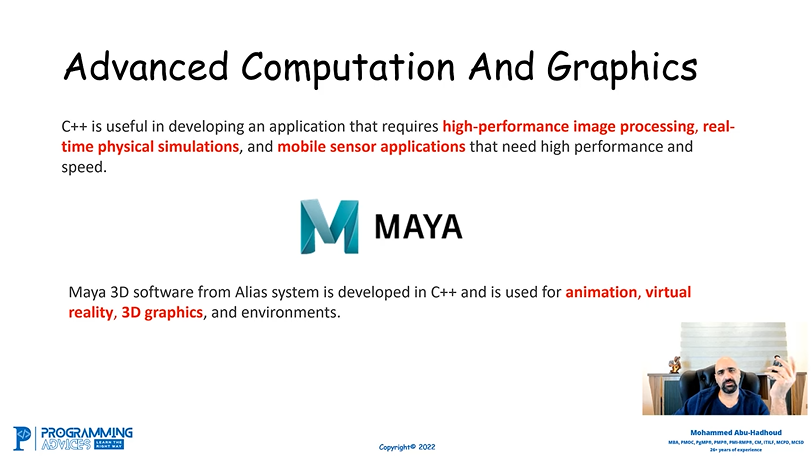 Advanced Computation And Graphics
C++ is useful in developing an application that requires high-performance image processing, real-
time physical simulations, and mobile sensor applications that need high performance and
speed.
MAYA
Maya 3D software from Alias system is developed in C++ and is used for animation, virtual
reality, 3D graphics, and environments.
PROGRAMMING
ADVICES
LEARN THE
RIGHT WAY
Copyright© 2022
Mohammed Abu-Hadhoud
MBA, PMOC, PgMP®, PMP®, PMI-RMP®, CM, ITILF, MCPD, MCSD
26+ years of experience